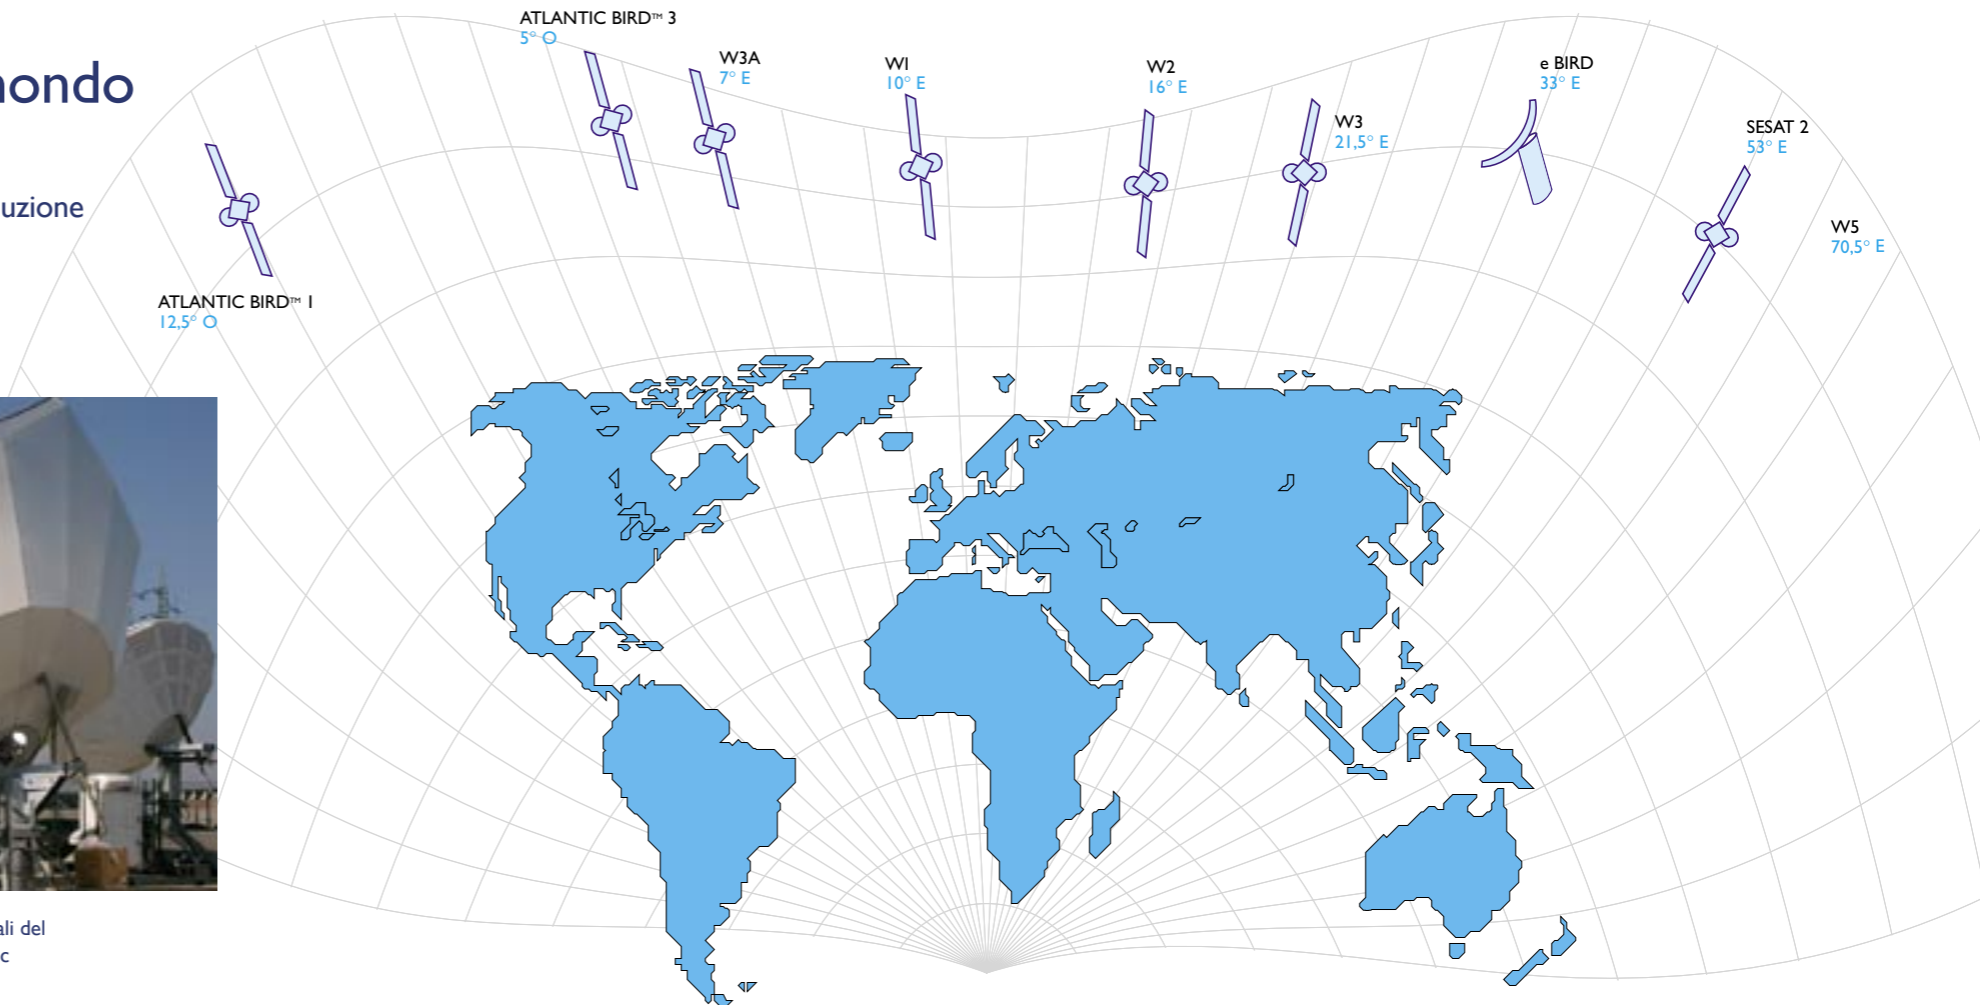 ATLANTIC BIRD™ 3
5° O
W3A
7° E
W1
10° E
W2
16° E
W3
21,5° E
e BIRD
33° E
SESAT 2
53° E
W5
70,5° E
ATLANTIC BIRD™ 1
12,5° O
ondo
uzione
ali del
c